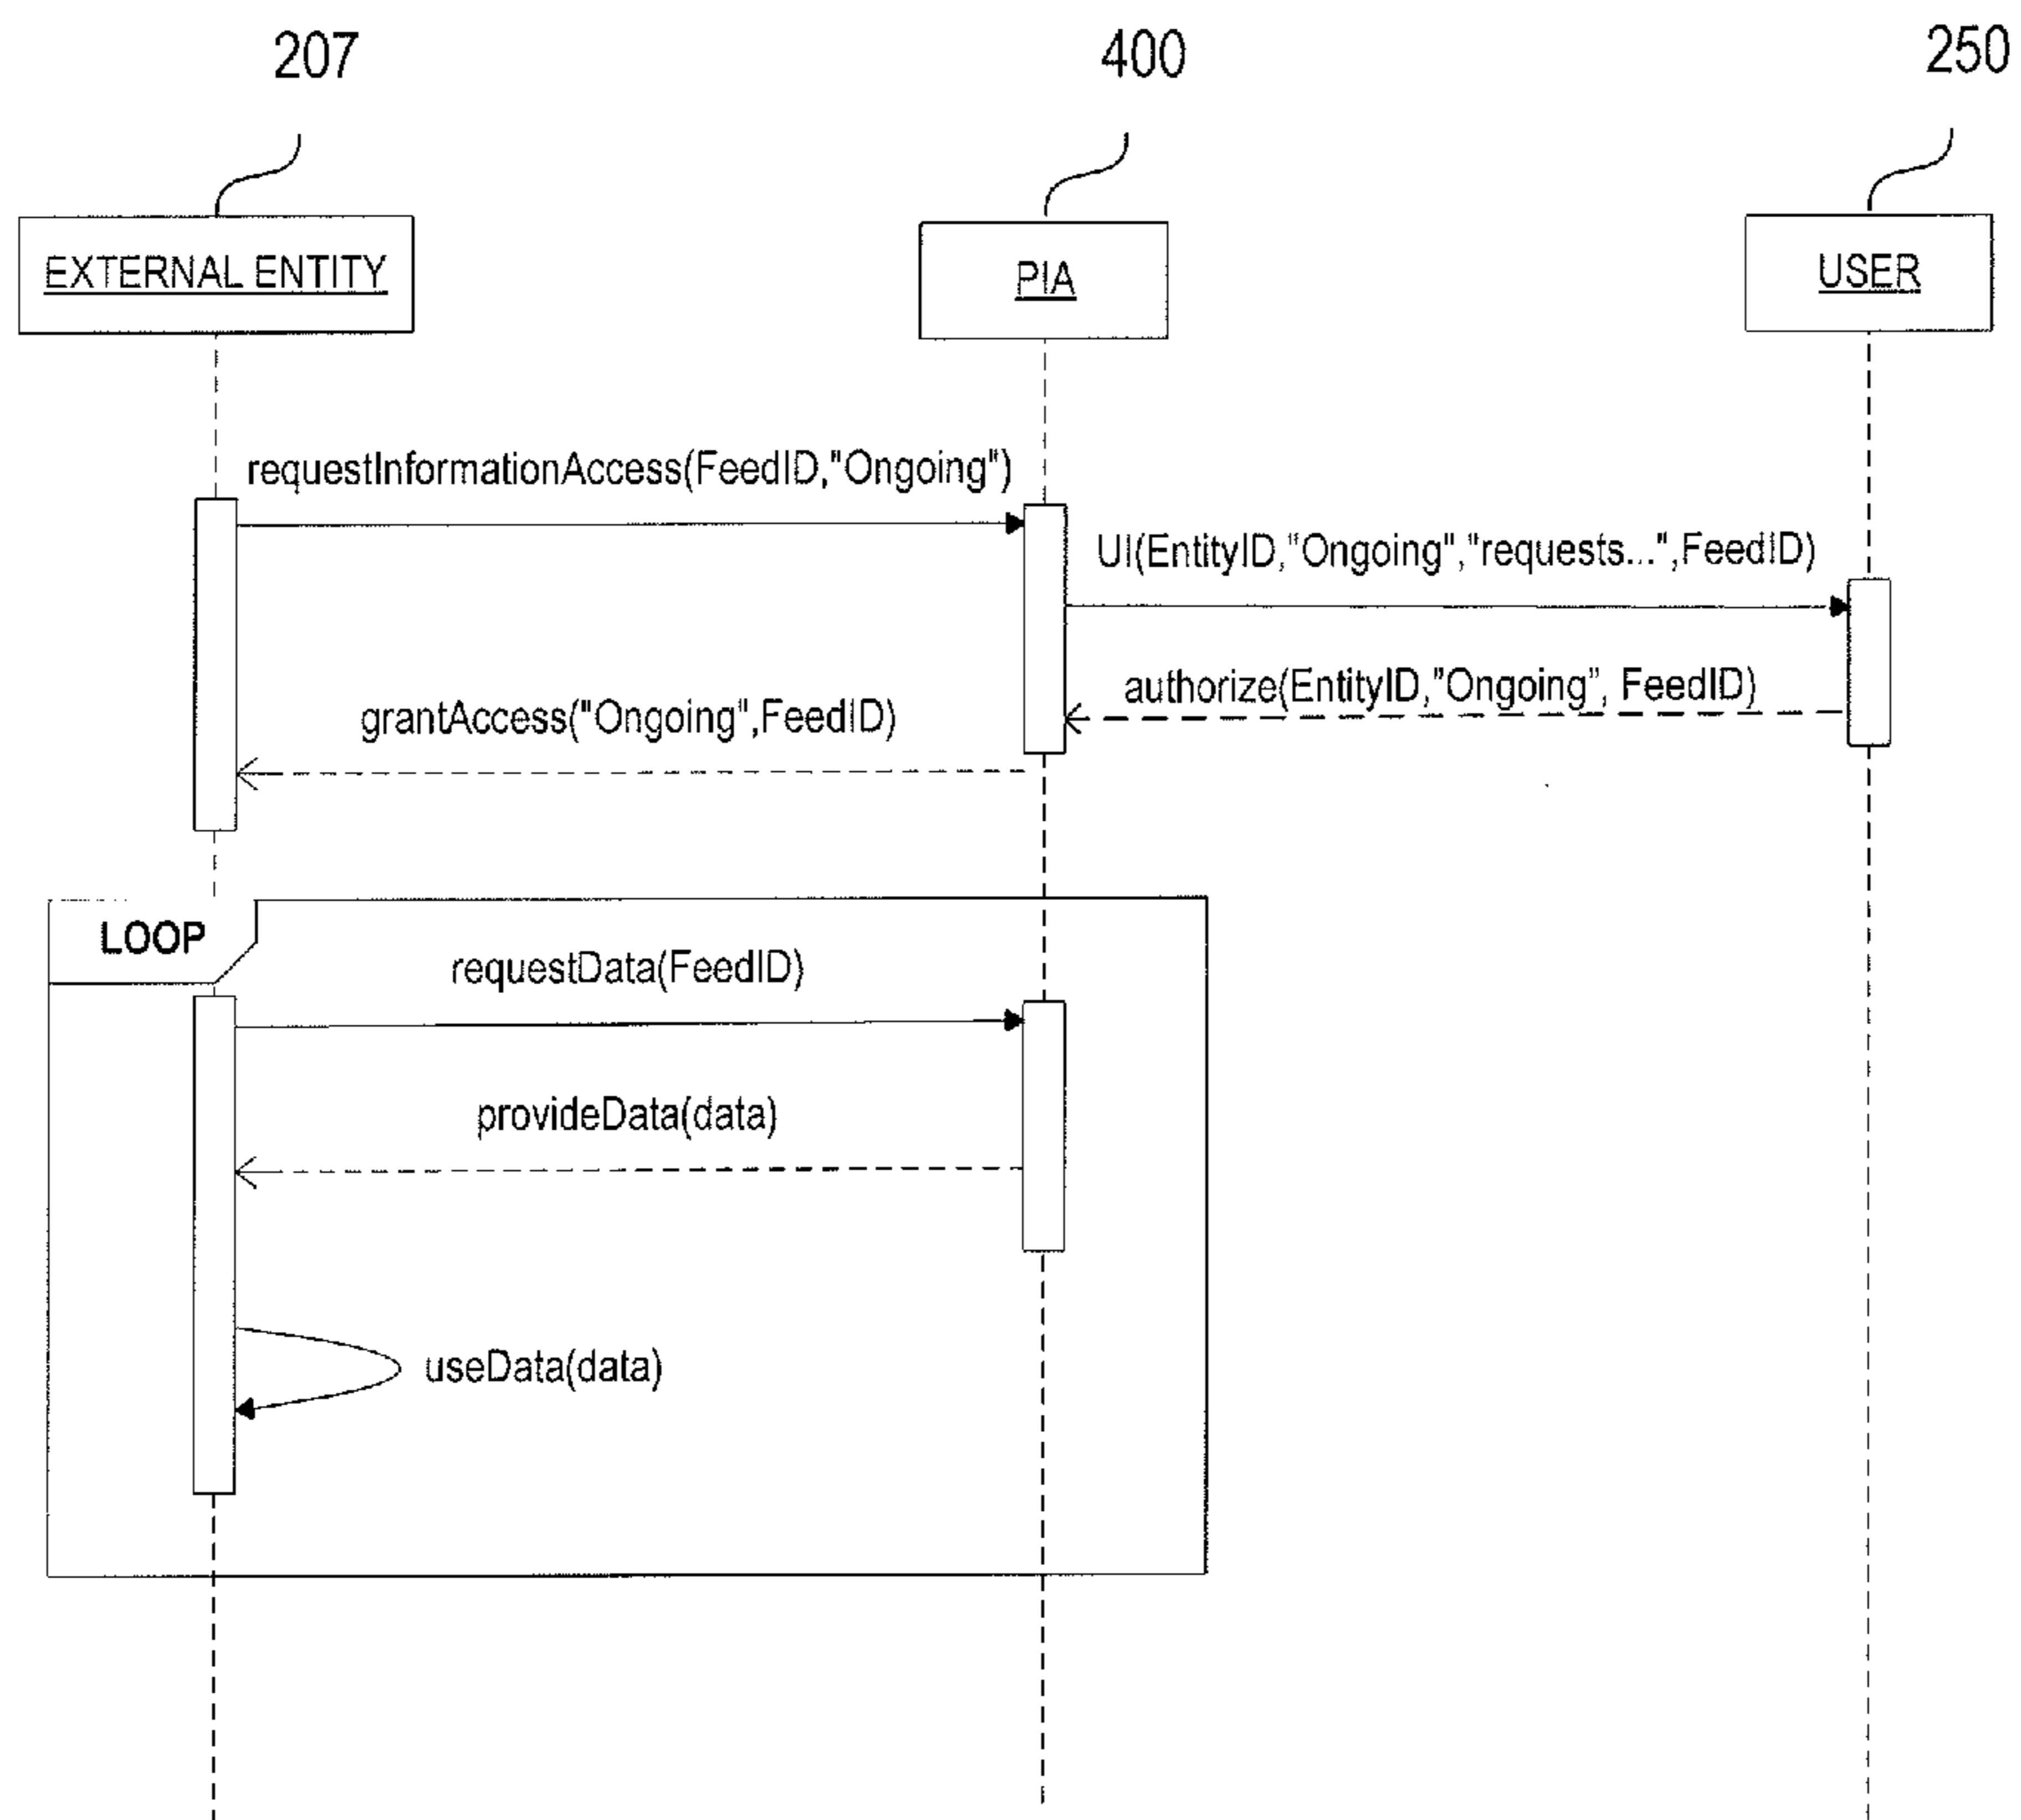 207
400
250
EXTERNAL ENTITY
PIA
USER
requestInformationAccess(FeedID,"Ongoing")
UI(EntityID,"Ongoing","requests...",FeedID)
authorize(EntityID,"Ongoing", FeedID)
grantAccess("Ongoing",FeedID)
LOOP
requestData(FeedID)
provideData(data)
useData(data)